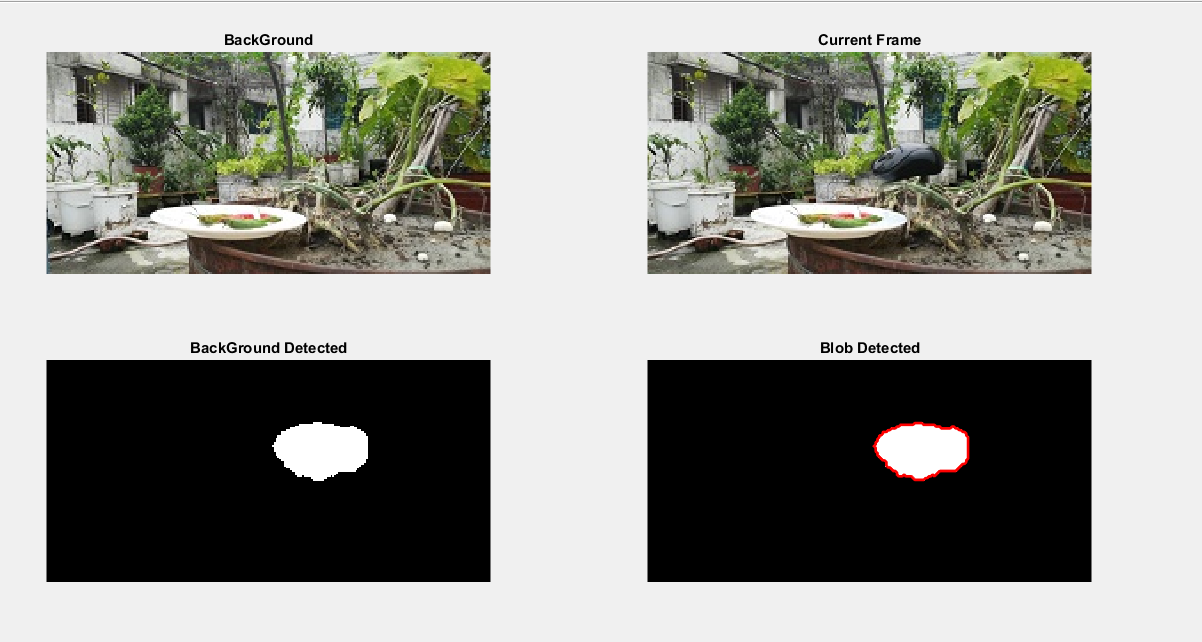 BackGround
Current Frame
BackGround Detected
Blob Detected